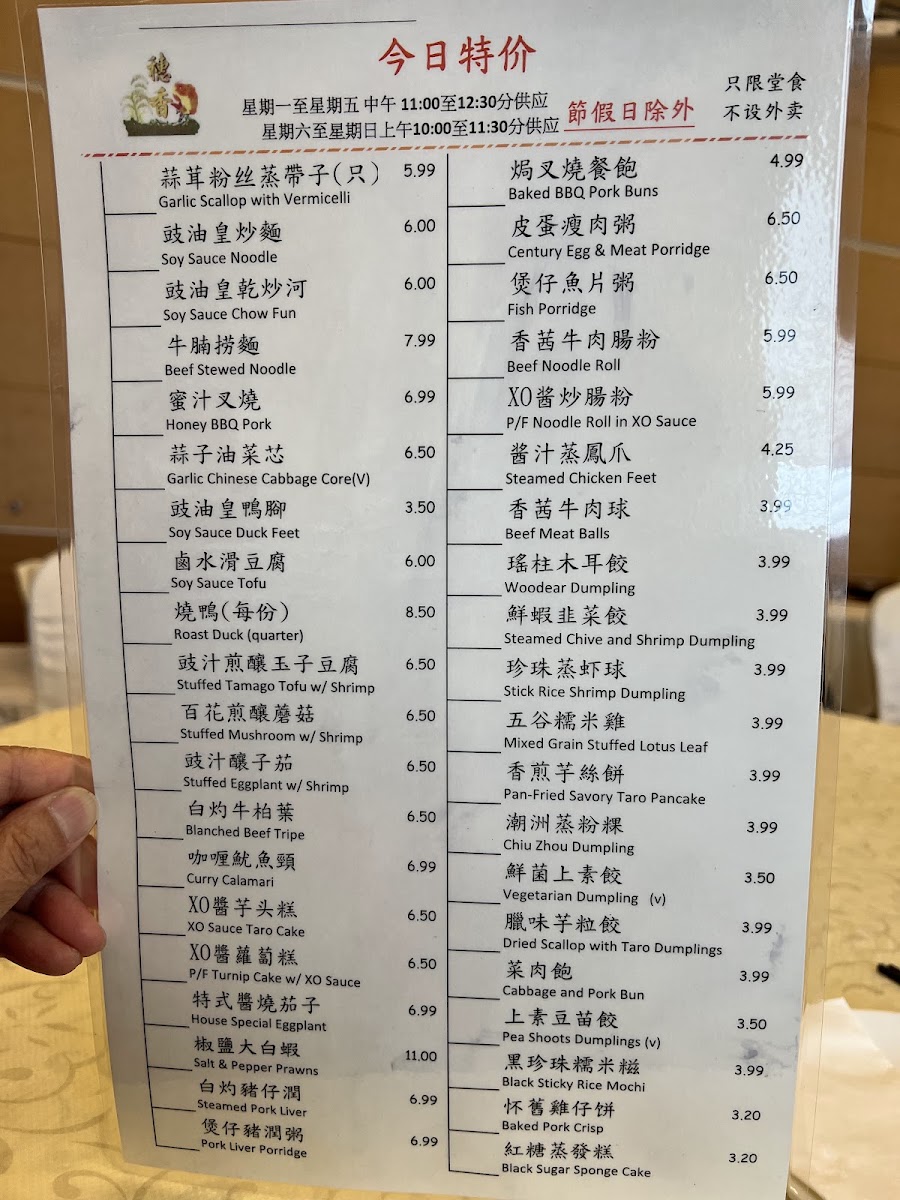 穗香
今日特价
星期一至星期五 中午 11:00至12:30分供应
星期六至星期日上午10:00至11:30分供应
節假日除外
只限堂食
不设外卖
蒜茸粉丝蒸帶子(只) 5.99
Garlic Scallop with Vermicelli
豉油皇炒麵 6.00
Soy Sauce Noodle
豉油皇乾炒河 6.00
Soy Sauce Chow Fun
牛腩撈麵 7.99
Beef Stewed Noodle
蜜汁叉燒 6.99
Honey BBQ Pork
蒜子油菜芯 6.50
Garlic Chinese Cabbage Core(V)
豉油皇鴨腳 3.50
Soy Sauce Duck Feet
鹵水滑豆腐 6.00
Soy Sauce Tofu
燒鴨(每份) 8.50
Roast Duck (quarter)
豉汁煎釀玉子豆腐 6.50
Stuffed Tamago Tofu w/ Shrimp
百花煎釀蘑菇 6.50
Stuffed Mushroom w/ Shrimp
豉汁釀子茄 6.50
Stuffed Eggplant w/ Shrimp
白灼牛柏葉 6.50
Blanched Beef Tripe
咖喱魷魚頸 6.99
Curry Calamari
XO醬芋头糕 6.50
XO Sauce Taro Cake
XO醬蘿蔔糕 6.50
P/F Turnip Cake w/ XO Sauce
特式醬燒茄子 6.99
House Special Eggplant
椒鹽大白蝦 11.00
Salt & Pepper Prawns
白灼豬仔潤 6.99
Steamed Pork Liver
煲仔豬潤粥 6.99
Pork Liver Porridge
焗叉燒餐飽 4.99
Baked BBQ Pork Buns
皮蛋瘦肉粥 6.50
Century Egg & Meat Porridge
煲仔魚片粥 6.50
Fish Porridge
香茜牛肉腸粉 5.99
Beef Noodle Roll
XO醬炒腸粉 5.99
P/F Noodle Roll in XO Sauce
醬汁蒸鳳爪 4.25
Steamed Chicken Feet
香茜牛肉球 3.99
Beef Meat Balls
瑤柱木耳餃 3.99
Woodear Dumpling
鮮蝦韭菜餃 3.99
Steamed Chive and Shrimp Dumpling
珍珠蒸虾球 3.99
Stick Rice Shrimp Dumpling
五谷糯米雞 3.99
Mixed Grain Stuffed Lotus Leaf
香煎芋絲餅 3.99
Pan-Fried Savory Taro Pancake
潮洲蒸粉粿 3.99
Chiu Zhou Dumpling
鮮菌上素餃 3.50
Vegetarian Dumpling (v)
臘味芋粒餃 3.99
Dried Scallop with Taro Dumplings
菜肉飽 3.99
Cabbage and Pork Bun
上素豆苗餃 3.50
Pea Shoots Dumplings (v)
黑珍珠糯米糍 3.99
Black Sticky Rice Mochi
怀舊雞仔饼 3.20
Baked Pork Crisp
紅糖蒸發糕 3.20
Black Sugar Sponge Cake